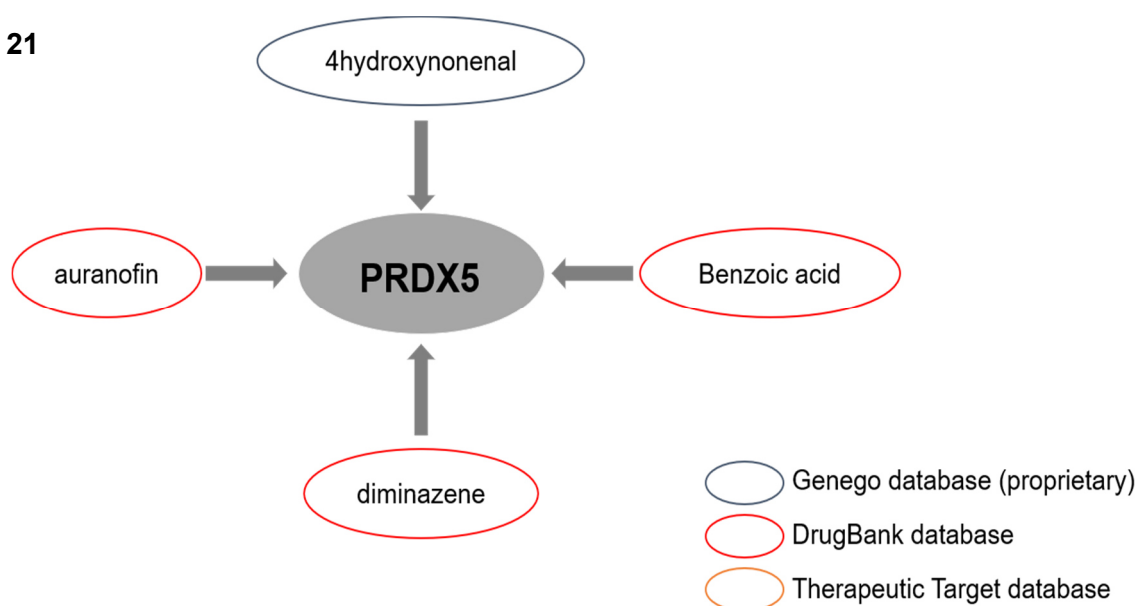 21
4hydroxynonenal
auranofin
PRDX5
Benzoic acid
diminazene
Genego database (proprietary)
DrugBank database
Therapeutic Target database